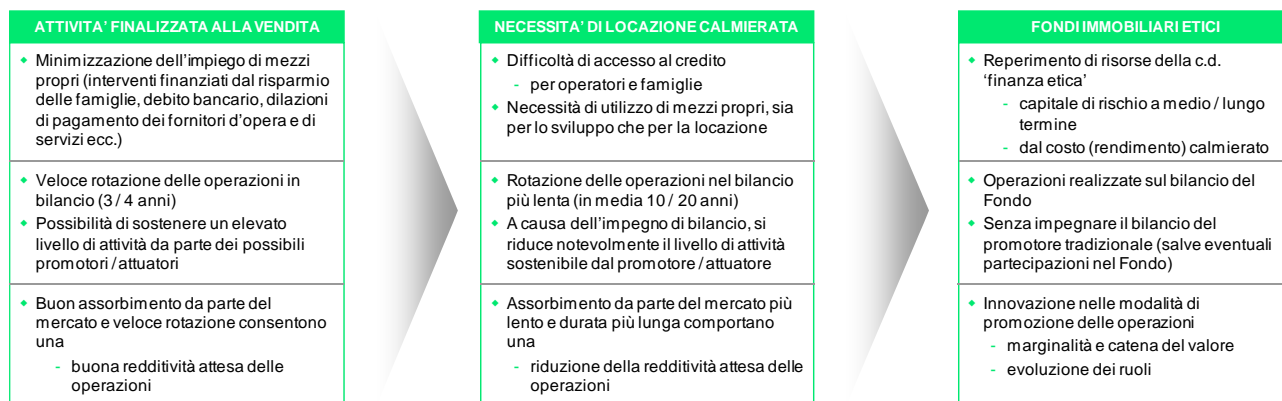 ATTIVITA' FINALIZZATA ALLA VENDITA
Minimizzazione dell'impiego di mezzi
propri (interventi finanziati dal risparmio
delle famiglie, debito bancario, dilazioni
di pagamento dei fornitori d'opera e di
servizi ecc.)
Veloce rotazione delle operazioni in
bilancio (3 / 4 anni)
Possibilità di sostenere un elevato
livello di attività da parte dei possibili
promotori / attuatori
Buon assorbimento da parte del
mercato e veloce rotazione consentono
una
- buona redditività attesa delle
operazioni
NECESSITA' DI LOCAZIONE CALMIERATA
Difficoltà di accesso al credito
- per operatori e famiglie
Necessità di utilizzo di mezzi propri, sia
per lo sviluppo che per la locazione
Rotazione delle operazioni nel bilancio
più lenta (in media 10 / 20 anni)
A causa dell'impegno di bilancio, si
riduce notevolmente il livello di attività
sostenibile dal promotore / attuatore
Assorbimento da parte del mercato più
lento e durata più lunga comportano
una
- riduzione della redditività attesa delle
operazioni
FONDI IMMOBILIARI ETICI
Reperimento di risorse della c.d.
'finanza etica'
- capitale di rischio a medio / lungo
termine
- dal costo (rendimento) calmierato
Operazioni realizzate sul bilancio del
Fondo
Senza impegnare il bilancio del
promotore tradizionale (salve eventuali
partecipazioni nel Fondo)
Innovazione nelle modalità di
promozione delle operazioni
- marginalità e catena del valore
- evoluzione dei ruoli